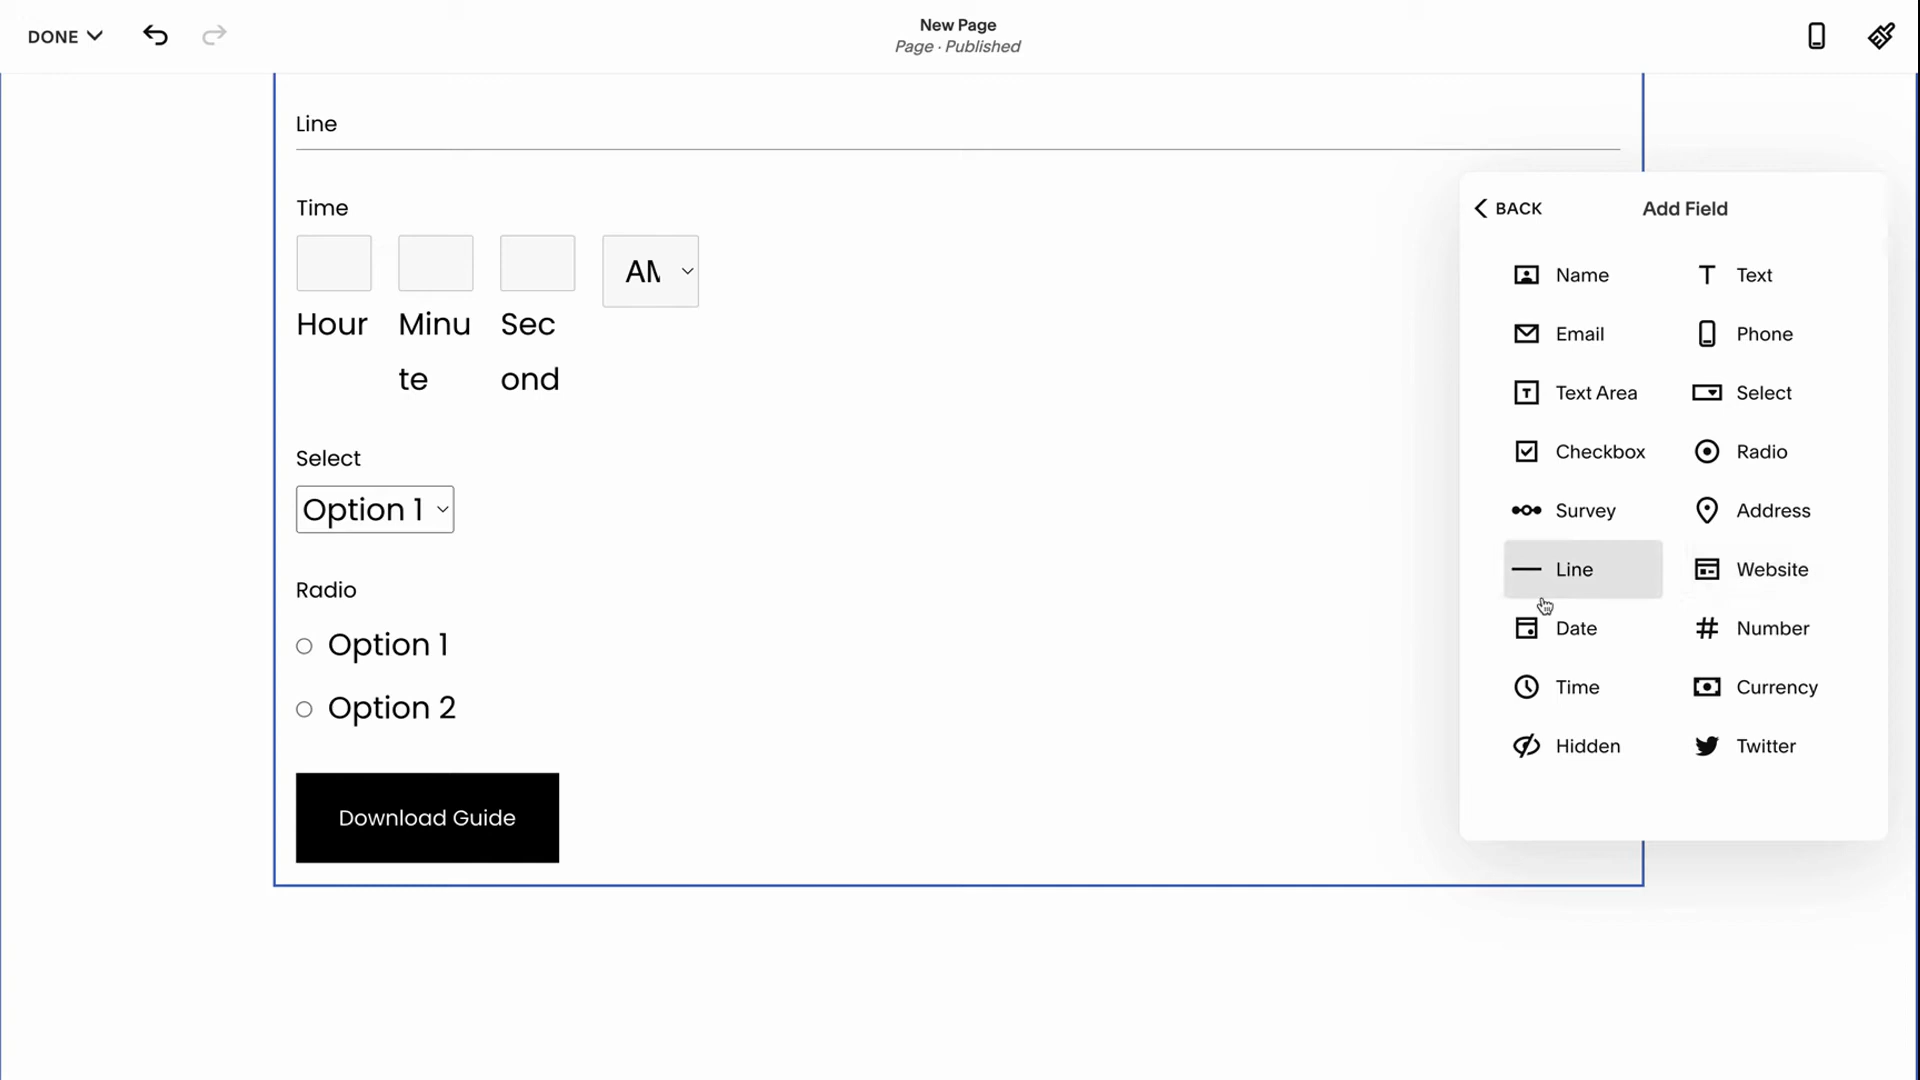 DONE
New Page
Page · Published
Line
Time
AM
Hour
Minu
te
Sec
ond
Select
Option 1
Radio
Option 1
Option 2
Download Guide
BACK
Add Field
Name
Text
Email
Phone
Text Area
Select
Checkbox
Radio
Survey
Address
Line
Website
Date
Number
Time
Currency
Hidden
Twitter